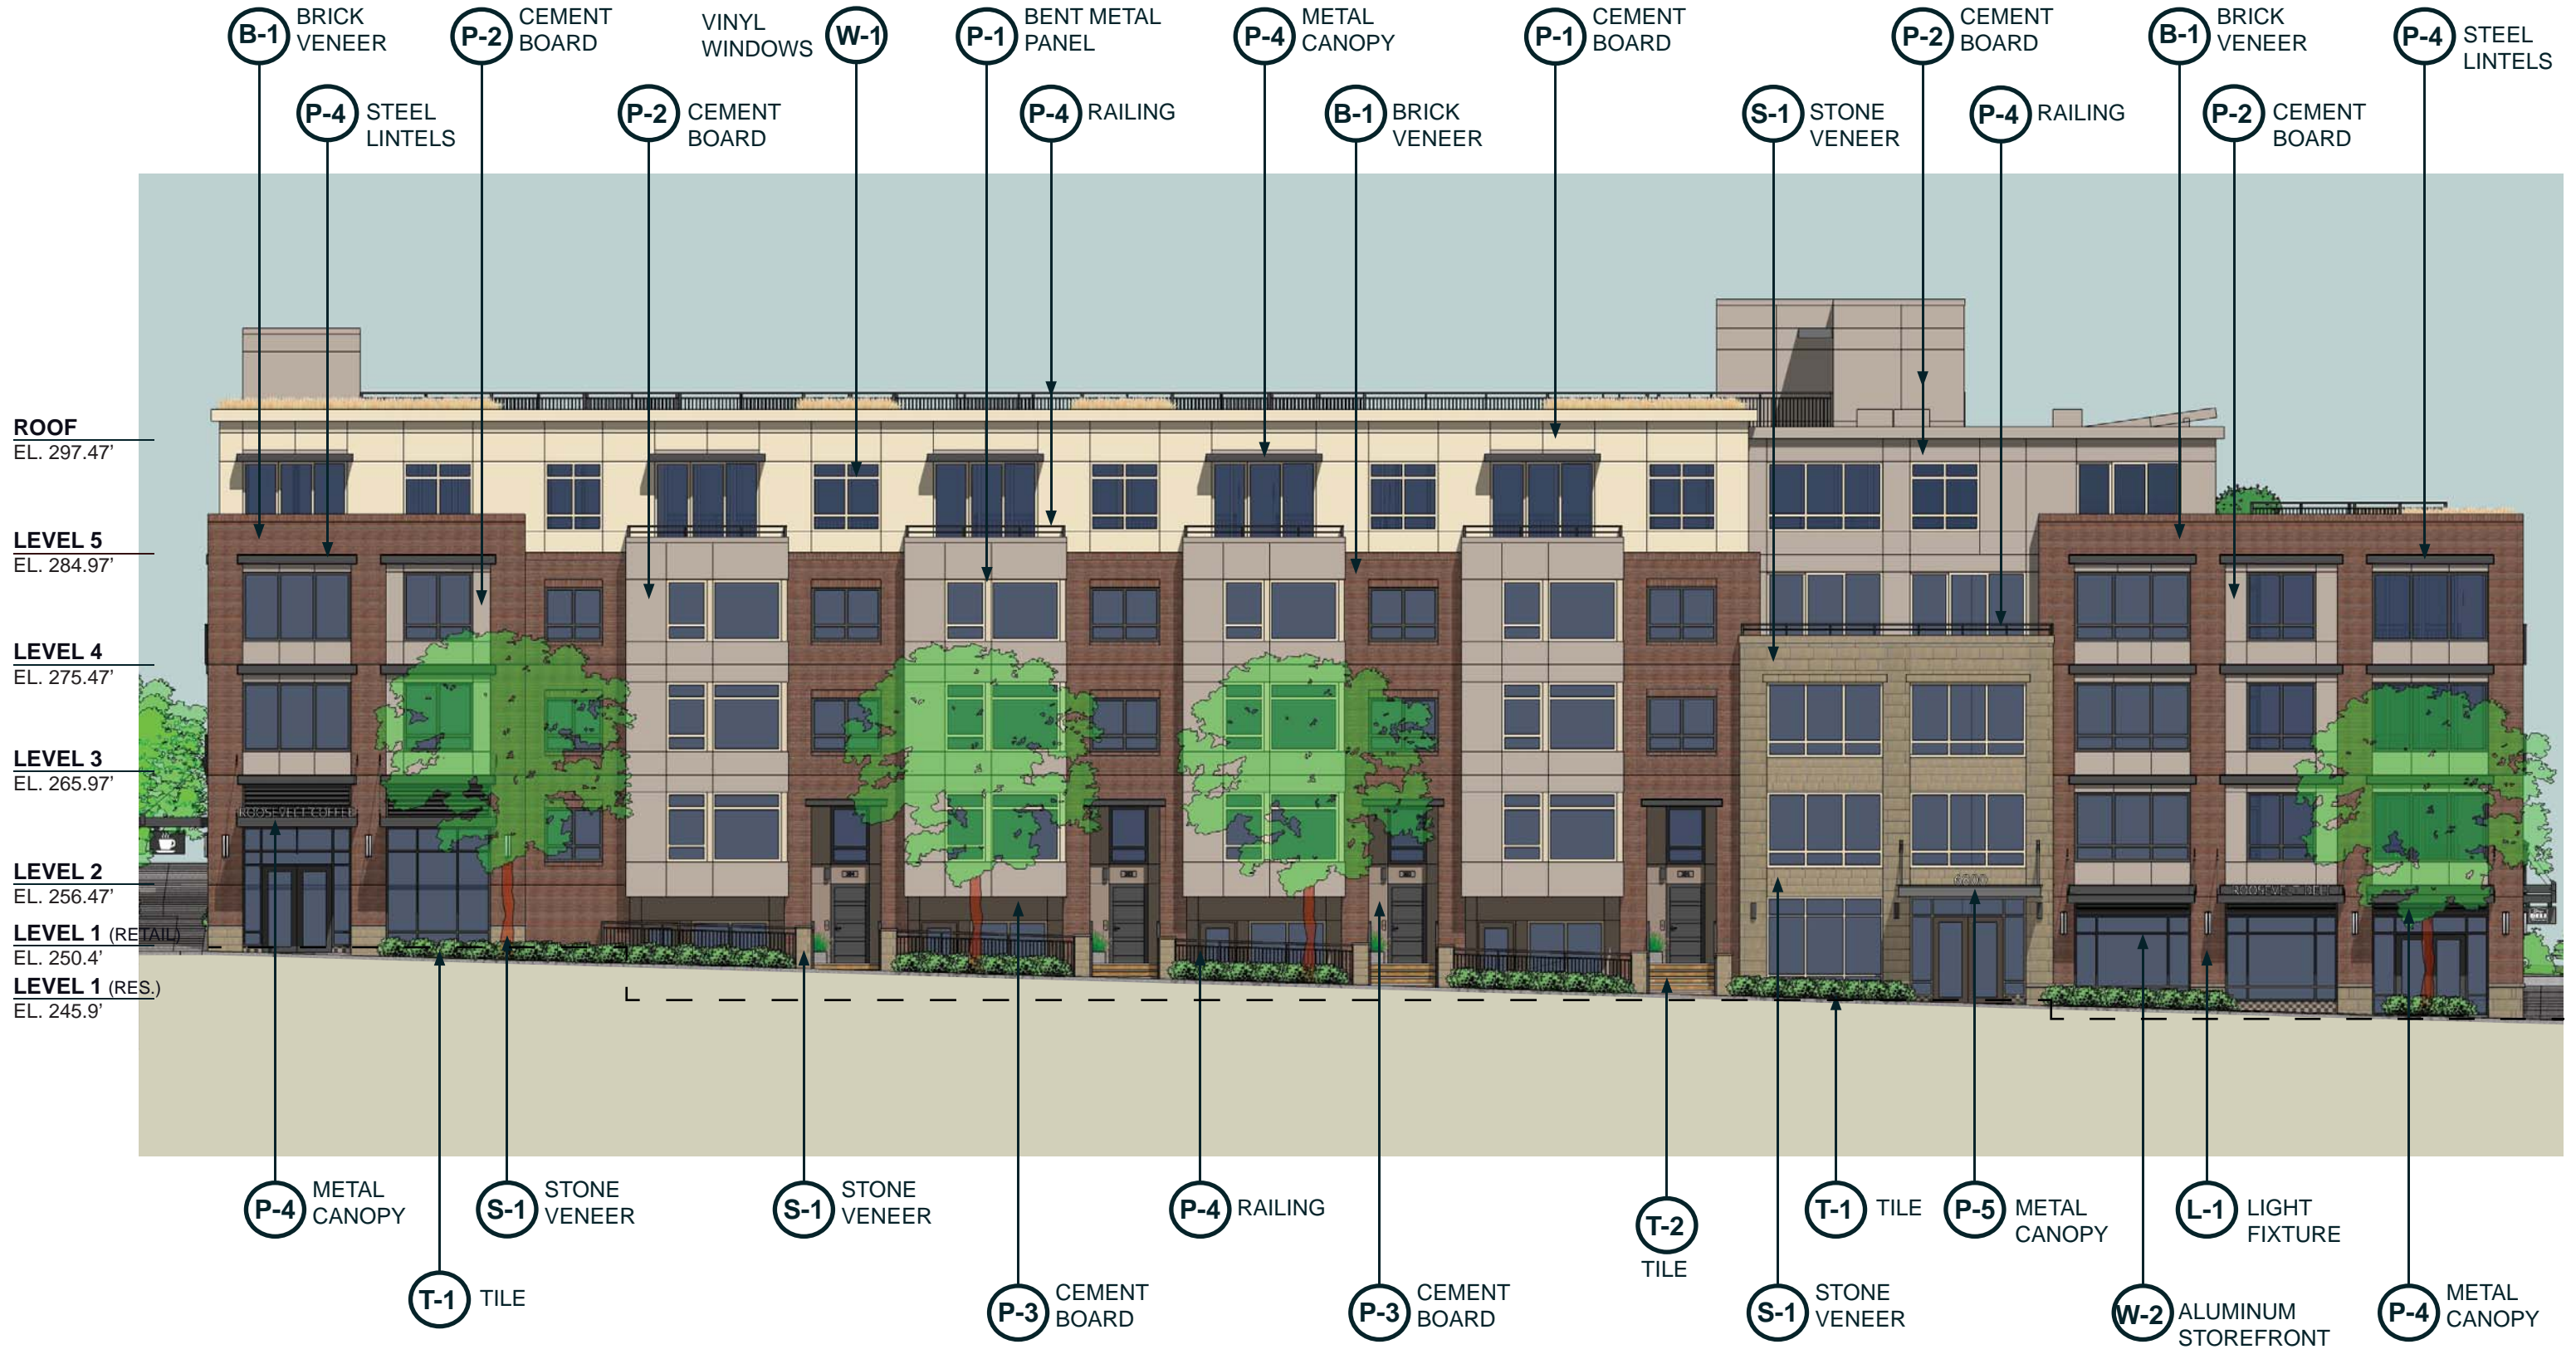 B-1 BRICK
VENEER
P-2 CEMENT
BOARD
VINYL
WINDOWS W-1
P-1 BENT METAL
PANEL
P-4 METAL
CANOPY
P-1 CEMENT
BOARD
P-2 CEMENT
BOARD
B-1 BRICK
VENEER
P-4 STEEL
LINTELS
P-4 STEEL
LINTELS
P-2 CEMENT
BOARD
P-4 RAILING
B-1 BRICK
VENEER
S-1 STONE
VENEER
P-4 RAILING
P-2 CEMENT
BOARD
ROOF
EL. 297.47'
LEVEL 5
EL. 284.97'
LEVEL 4
EL. 275.47'
LEVEL 3
EL. 265.97'
ROOSEVELT COFFEE
LEVEL 2
EL. 256.47'
6800
ROOSEVELT DELI
LEVEL 1 (RETAIL)
EL. 250.4'
LEVEL 1 (RES.)
EL. 245.9'
P-4 METAL
CANOPY
S-1 STONE
VENEER
S-1 STONE
VENEER
P-4 RAILING
T-2
TILE
T-1 TILE
P-5 METAL
CANOPY
L-1 LIGHT
FIXTURE
T-1 TILE
P-3 CEMENT
BOARD
P-3 CEMENT
BOARD
S-1 STONE
VENEER
W-2 ALUMINUM
STOREFRONT
P-4 METAL
CANOPY